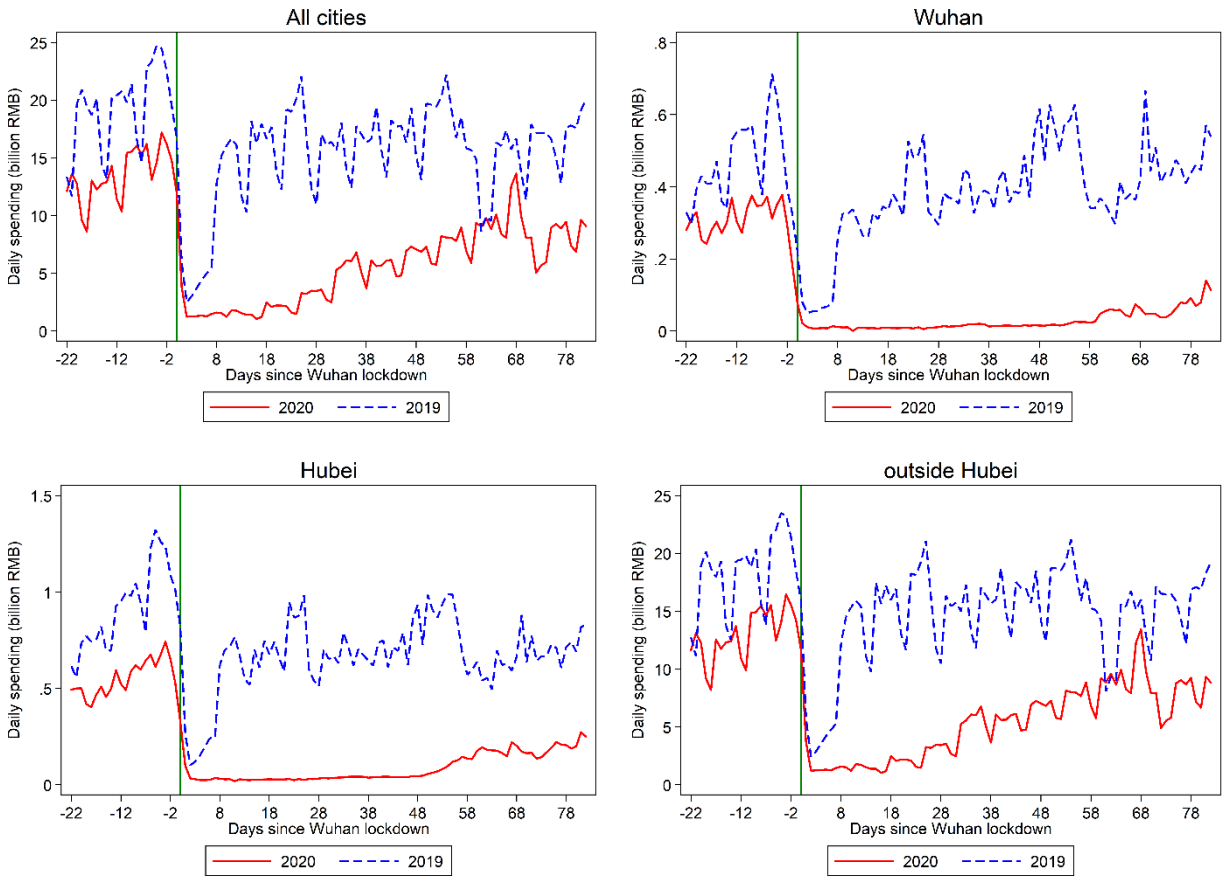 All cities
Daily spending (billion RMB)
25
20
15
10
5
0
-22 -12 -2 8 18 28 38 48 58 68 78
Days since Wuhan lockdown
2020 2019
Wuhan
Daily spending (billion RMB)
.8
.6
.4
.2
0
-22 -12 -2 8 18 28 38 48 58 68 78
Days since Wuhan lockdown
2020 2019
Hubei
Daily spending (billion RMB)
1.5
1
.5
0
-22 -12 -2 8 18 28 38 48 58 68 78
Days since Wuhan lockdown
2020 2019
outside Hubei
Daily spending (billion RMB)
25
20
15
10
5
0
-22 -12 -2 8 18 28 38 48 58 68 78
Days since Wuhan lockdown
2020 2019